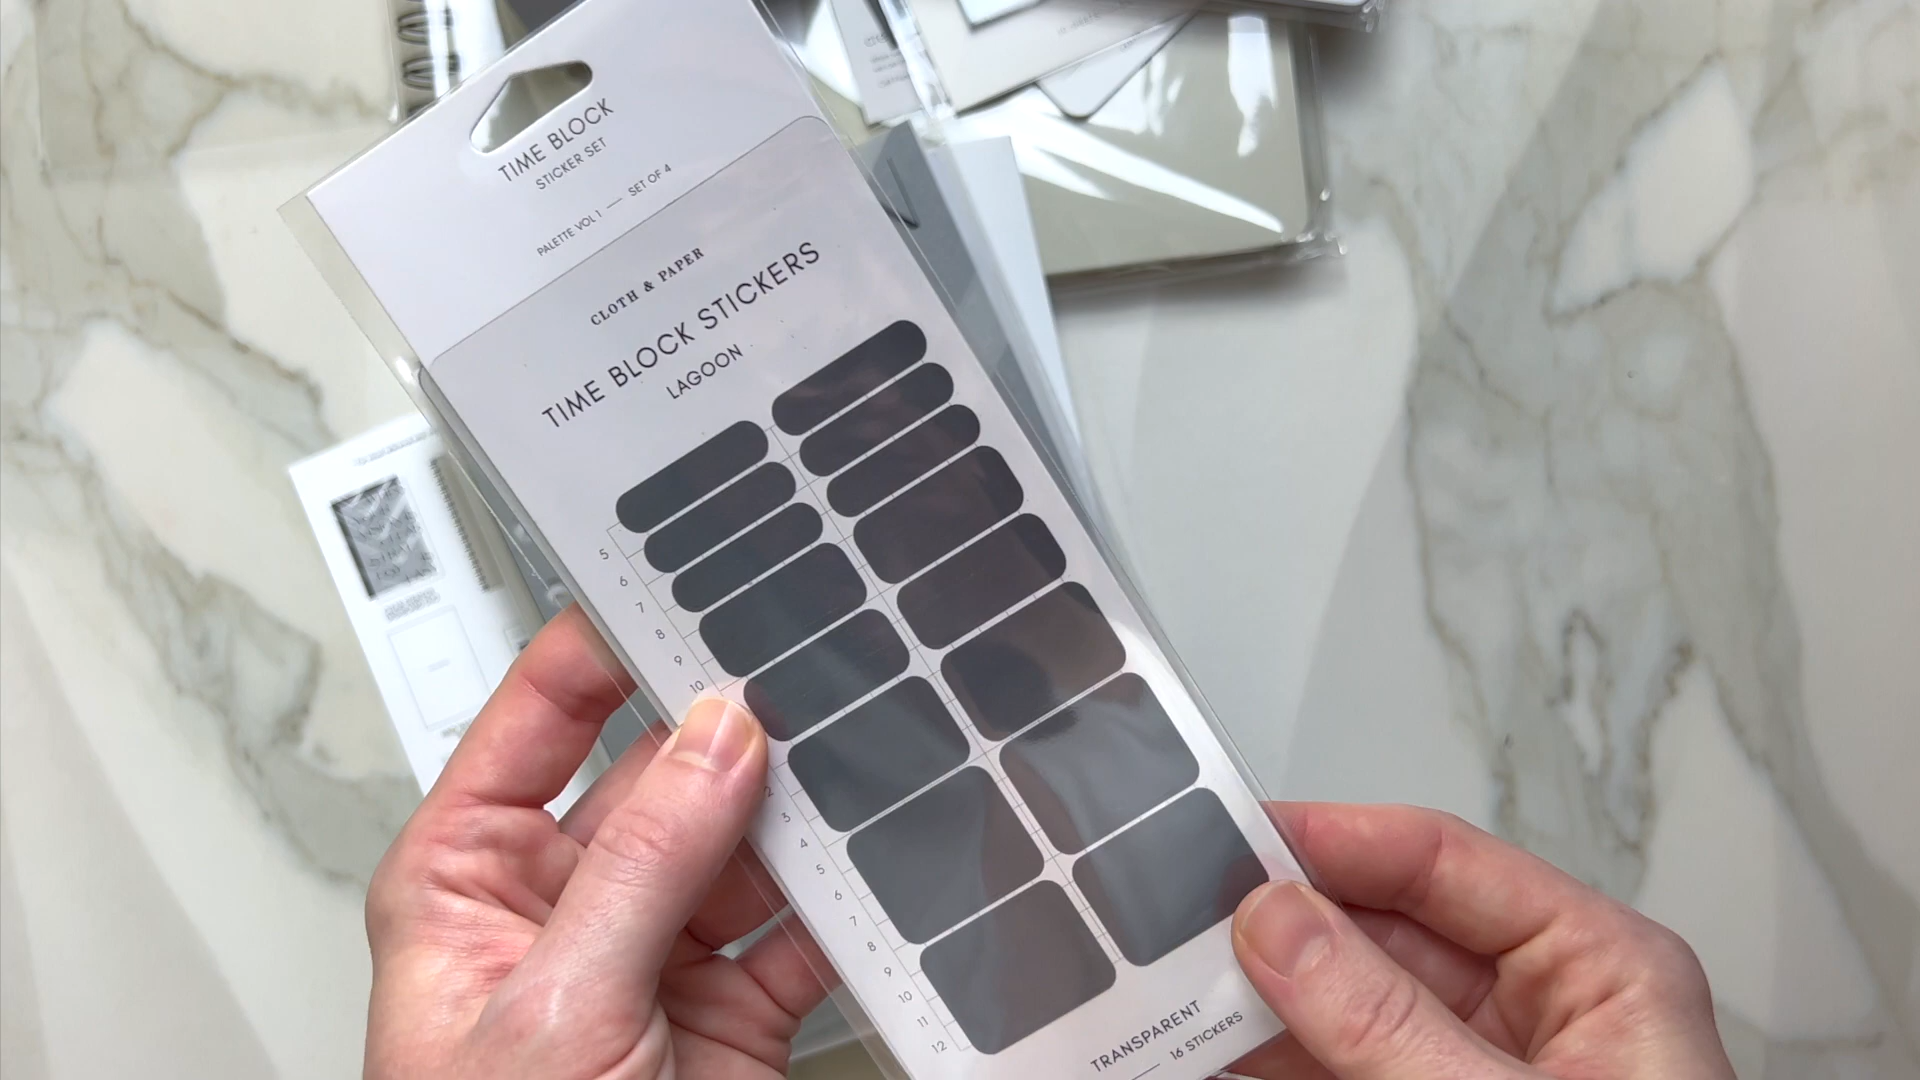 TIME BLOCK
STICKER SET
PALETTE VOL 1 — SET OF 4
CLOTH & PAPER
TIME BLOCK STICKERS
LAGOON
5
6
7
8
9
10
2
3
4
5
6
7
8
9
10
11
12
TRANSPARENT
16 STICKERS